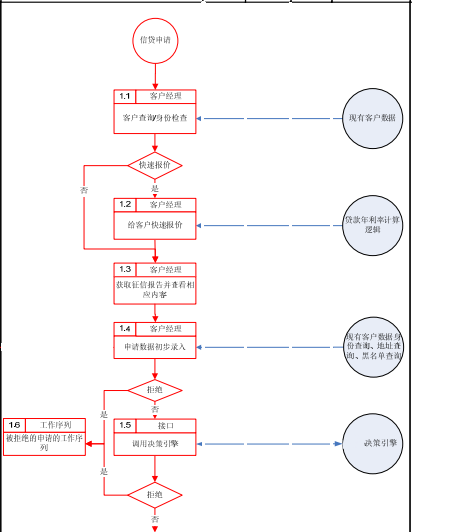 信贷申请
1.1 客户经理
客户查询/身份检查
现有客户数据
快速报价
否
是
1.2 客户经理
给客户快速报价
贷款年利率计算
逻辑
1.3 客户经理
获取征信报告并查看相
应内容
1.4 客户经理
申请数据初步录入
现有客户数据身
份查询、地址查
询、黑名单查询
拒绝
是
否
1.6 工作序列
被拒绝的申请的工作序
列
1.5 接口
调用决策引擎
决策引擎
是
拒绝
否